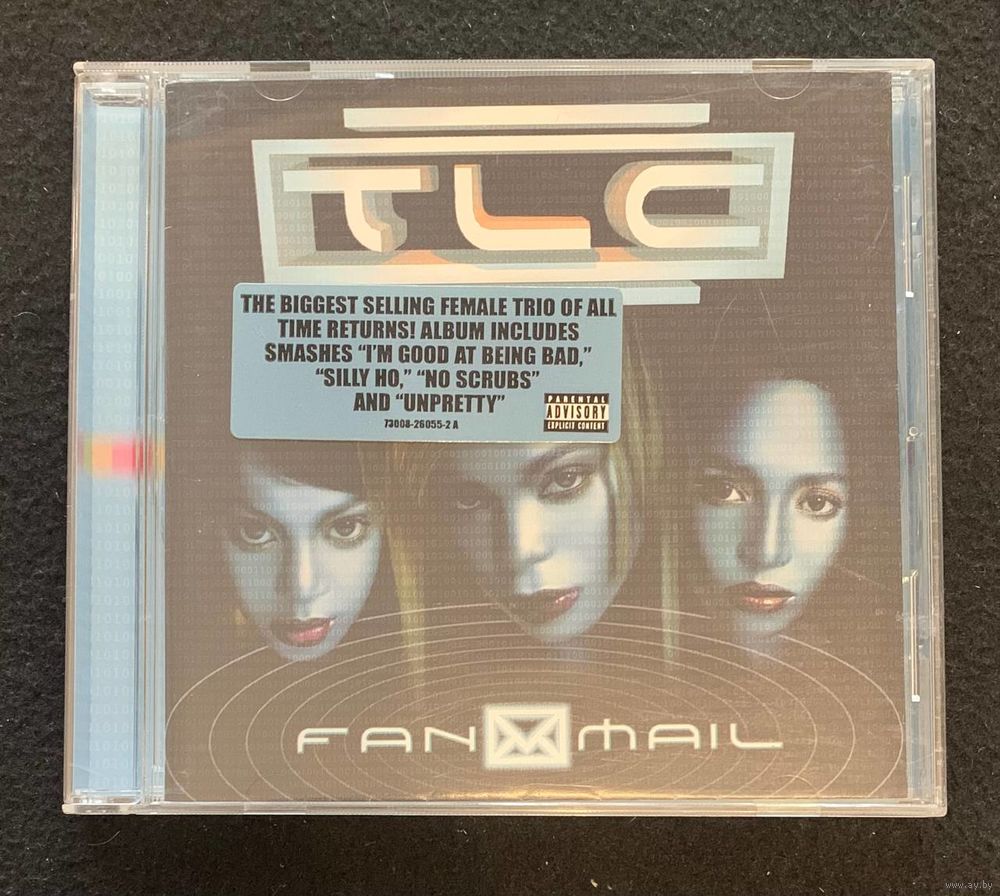 TLC
THE BIGGEST SELLING FEMALE TRIO OF ALL
TIME RETURNS! ALBUM INCLUDES
SMASHES “I'M GOOD AT BEING BAD,”
“SILLY HO,” “NO SCRUBS”
AND “UNPRETTY”
73008-26055-2 A
PARENTAL
ADVISORY
EXPLICIT CONTENT
FANMAIL
www.ay.by